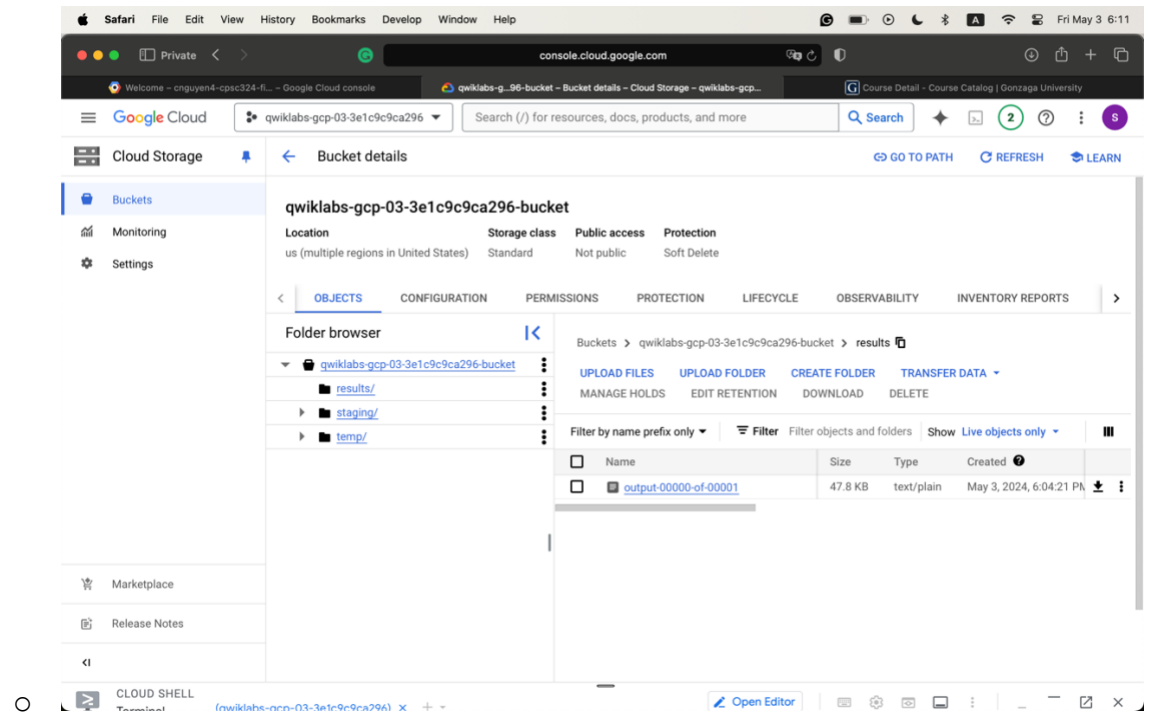 Safari File Edit View History Bookmarks Develop Window Help A Fri May 3 6:11
Private console.cloud.google.com
Welcome – cnguyen4-cpsc324-fi... – Google Cloud console qwiklabs-g...96-bucket – Bucket details – Cloud Storage – qwiklabs-gcp... G Course Detail - Course Catalog | Gonzaga University
Google Cloud qwiklabs-gcp-03-3e1c9c9ca296 Search (/) for resources, docs, products, and more Search 2 S
Cloud Storage Bucket details GO TO PATH REFRESH LEARN
Buckets
Monitoring
Settings
qwiklabs-gcp-03-3e1c9c9ca296-bucket
Location Storage class Public access Protection
us (multiple regions in United States) Standard Not public Soft Delete
OBJECTS CONFIGURATION PERMISSIONS PROTECTION LIFECYCLE OBSERVABILITY INVENTORY REPORTS
Folder browser
qwiklabs-gcp-03-3e1c9c9ca296-bucket
results/
staging/
temp/
Buckets > qwiklabs-gcp-03-3e1c9c9ca296-bucket > results
UPLOAD FILES UPLOAD FOLDER CREATE FOLDER TRANSFER DATA
MANAGE HOLDS EDIT RETENTION DOWNLOAD DELETE
Filter by name prefix only Filter Filter objects and folders Show Live objects only
Name Size Type Created
output-00000-of-00001 47.8 KB text/plain May 3, 2024, 6:04:21 PM
Marketplace
Release Notes
CLOUD SHELL
Terminal (qwiklabs-gcp-03-3e1c9c9ca296) Open Editor